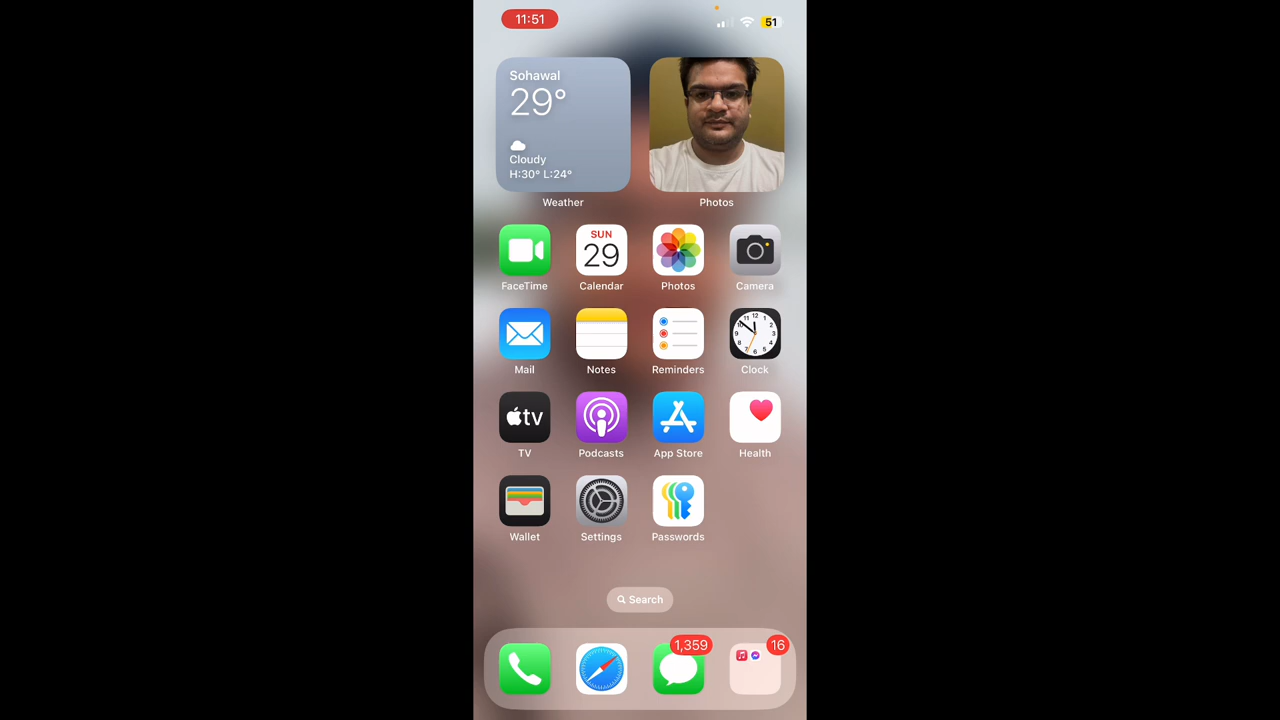 11:51
51
Sohawal
29°
Cloudy
H:30° L:24°
Weather
Photos
SUN
29
FaceTime
Calendar
Photos
Camera
Mail
Notes
Reminders
Clock
tv
TV
Podcasts
App Store
Health
Wallet
Settings
Passwords
Search
1,359
16